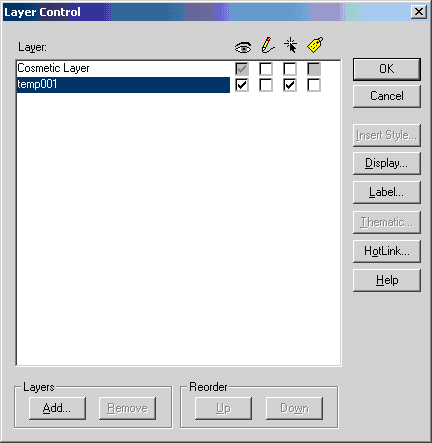 Layer Control
Layer:
Cosmetic Layer
temp001
OK
Cancel
Insert Style...
Display...
Label...
Thematic...
HotLink...
Help
Layers
Add...
Remove
Reorder
Up
Down